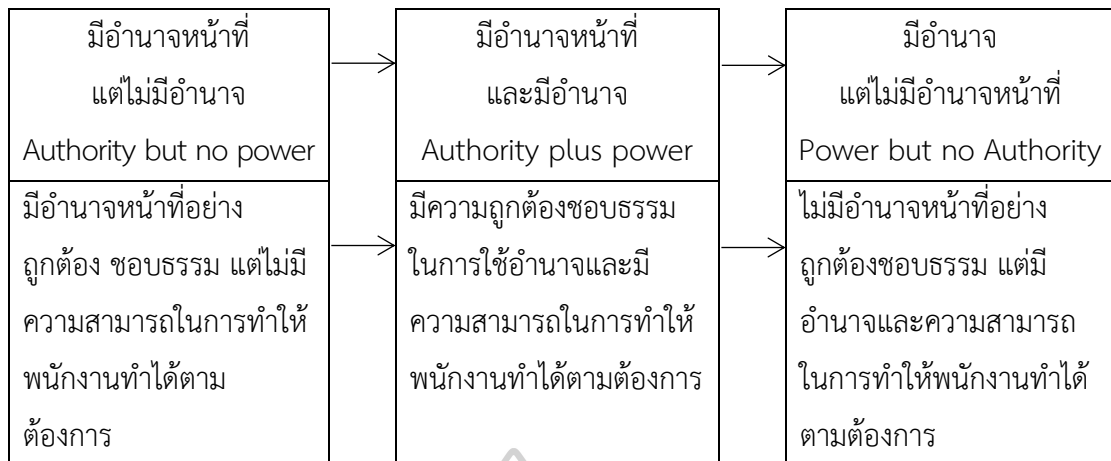 มีอำนาจหน้าที่
แต่ไม่มีอำนาจ
Authority but no power
มีอำนาจหน้าที่อย่าง
ถูกต้อง ชอบธรรม แต่ไม่มี
ความสามารถในการทำให้
พนักงานทำได้ตาม
ต้องการ
มีอำนาจหน้าที่
และมีอำนาจ
Authority plus power
มีความถูกต้องชอบธรรม
ในการใช้อำนาจและมี
ความสามารถในการทำให้
พนักงานทำได้ตามต้องการ
มีอำนาจ
แต่ไม่มีอำนาจหน้าที่
Power but no Authority
ไม่มีอำนาจหน้าที่อย่าง
ถูกต้องชอบธรรม แต่มี
อำนาจและความสามารถ
ในการทำให้พนักงานทำได้
ตามต้องการ